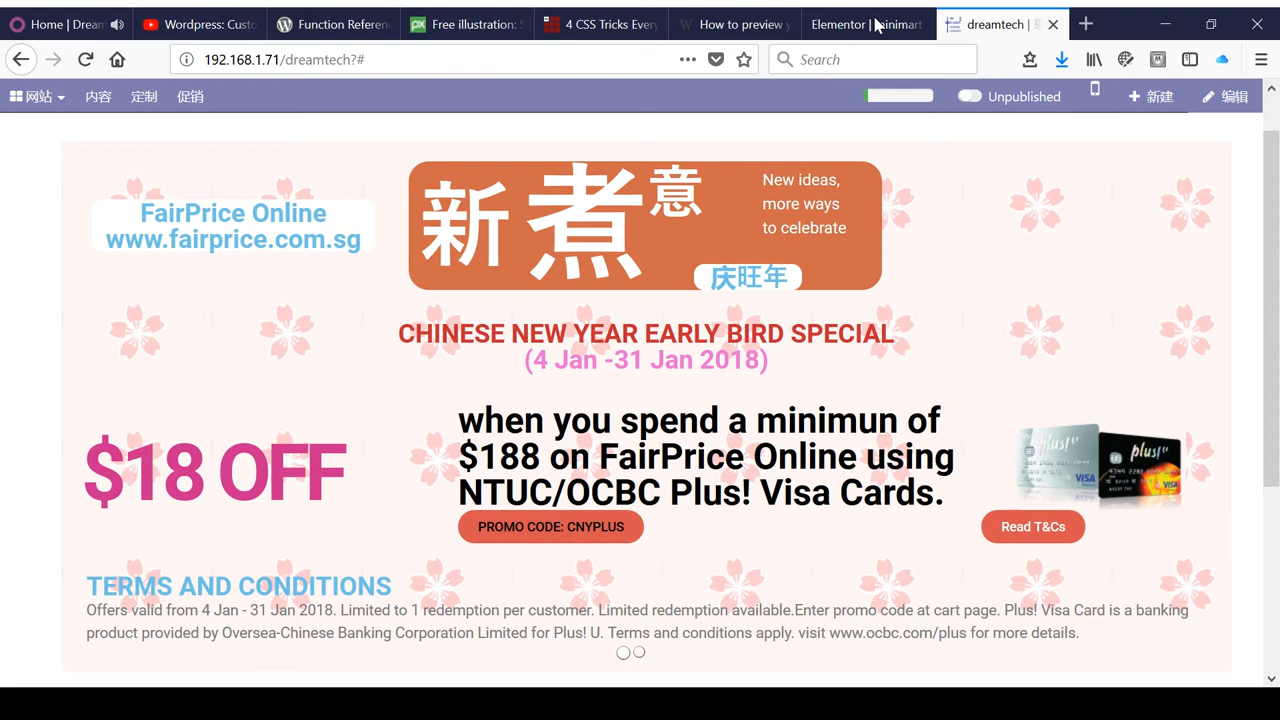 Home | Dream
Wordpress: Custo
Function Referen
Free illustration: S
4 CSS Tricks Every
How to preview y
Elementor | minimart
dreamtech |
192.168.1.71/dreamtech?#
Search
网站
内容
定制
促销
Unpublished
新建
编辑
FairPrice Online
www.fairprice.com.sg
新煮意
New ideas,
more ways
to celebrate
庆旺年
CHINESE NEW YEAR EARLY BIRD SPECIAL
(4 Jan -31 Jan 2018)
$18 OFF
when you spend a minimun of
$188 on FairPrice Online using
NTUC/OCBC Plus! Visa Cards.
plus!
VISA
plus!
VISA
PROMO CODE: CNYPLUS
Read T&Cs
TERMS AND CONDITIONS
Offers valid from 4 Jan - 31 Jan 2018. Limited to 1 redemption per customer. Limited redemption available.Enter promo code at cart page. Plus! Visa Card is a banking
product provided by Oversea-Chinese Banking Corporation Limited for Plus! U. Terms and conditions apply. visit www.ocbc.com/plus for more details.